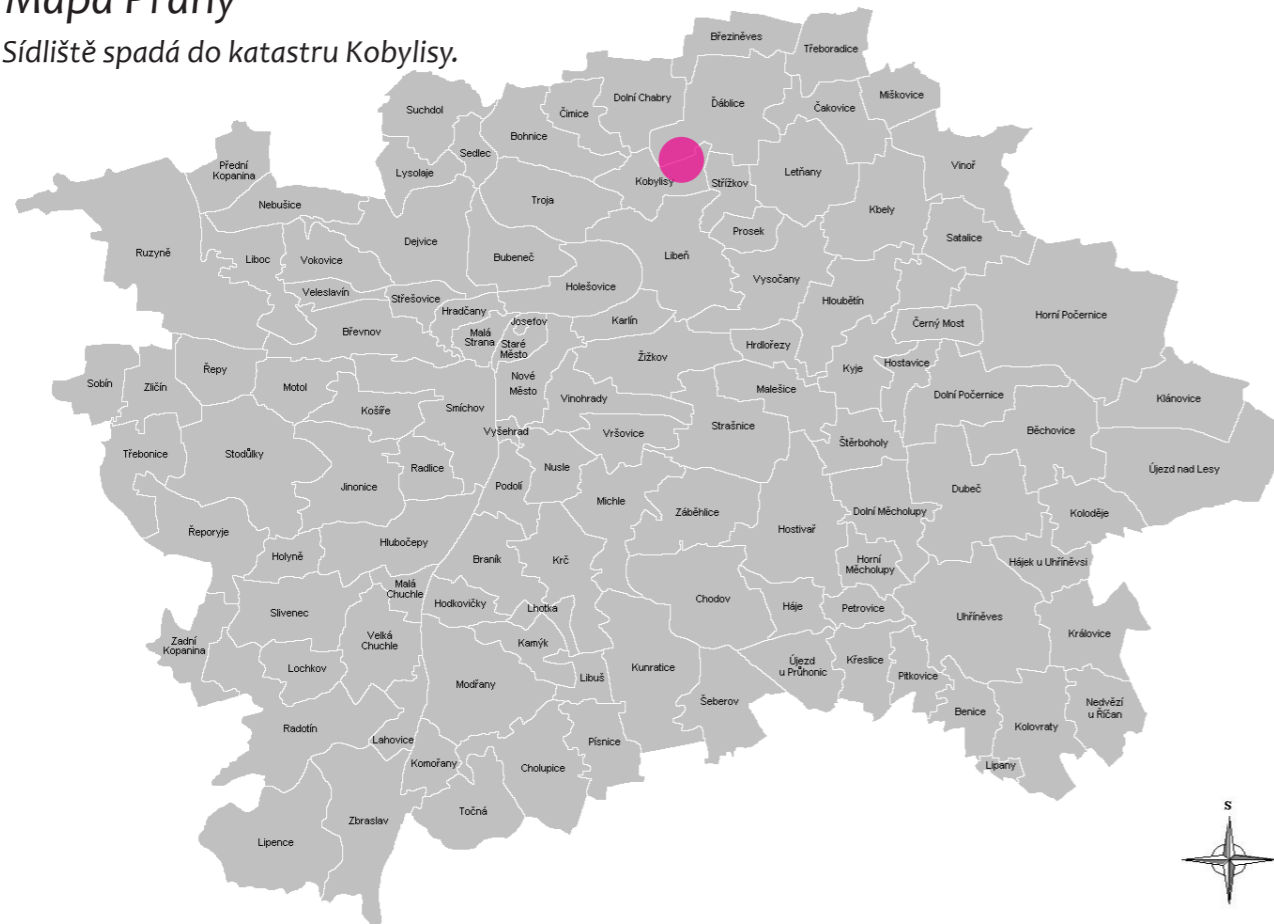 Mapa Prahy
Sídliště spadá do katastru Kobylisy.
Březiněves
Třeboradice
Dolní Chabry
Ďáblice
Čakovice
Miškovice
Suchdol
Čimice
Bohnice
Sedlec
Přední
Kopanina
Lysolaje
Kobylisy
Střížkov
Letňany
Vinoř
Nebušice
Troja
Kbely
Ruzyně
Liboc
Vokovice
Dejvice
Bubeneč
Libeň
Prosek
Satalice
Veleslavín
Střešovice
Holešovice
Vysočany
Hloubětín
Hradčany
Břevnov
Malá
Strana
Josefov
Staré
Město
Karlín
Černý Most
Horní Počernice
Žižkov
Hrdlořezy
Kyje
Hostavice
Sobín
Zličín
Řepy
Motol
Nové
Město
Malešice
Dolní Počernice
Klánovice
Košíře
Smíchov
Vinohrady
Vyšehrad
Vršovice
Strašnice
Štěrboholy
Běchovice
Třebonice
Stodůlky
Radlice
Nusle
Újezd nad Lesy
Jinonice
Podolí
Michle
Dubeč
Záběhlice
Dolní Měcholupy
Koloděje
Řeporyje
Hostivař
Holyně
Hlubočepy
Braník
Krč
Horní
Měcholupy
Hájek u Uhříněvsi
Malá
Chuchle
Hodkovičky
Lhotka
Chodov
Háje
Petrovice
Uhříněves
Slivenec
Velká
Chuchle
Kamýk
Královice
Zadní
Kopanina
Lochkov
Modřany
Libuš
Kunratice
Újezd
u Průhonic
Křeslice
Pitkovice
Šeberov
Benice
Nedvězí
u Říčan
Radotín
Lahovice
Písnice
Kolovraty
Komořany
Cholupice
Lipany
Točná
Zbraslav
Lipence
S